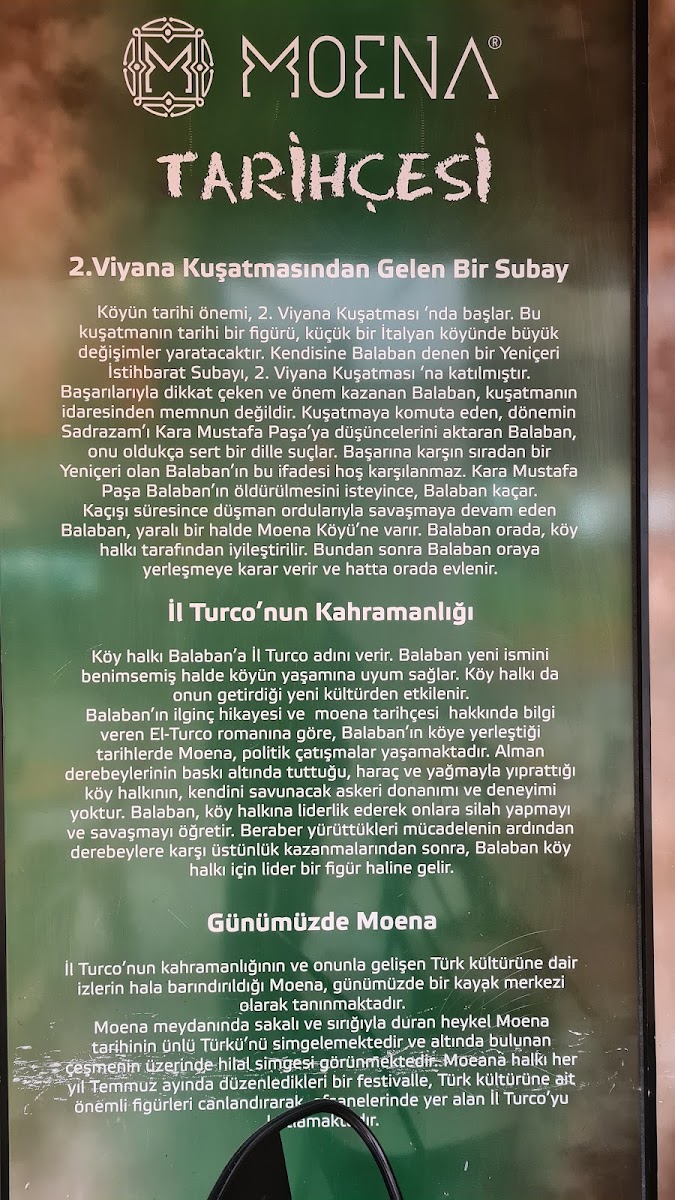 MOENA®
TARİHÇESİ
2.Viyana Kuşatmasından Gelen Bir Subay
Köyün tarihi önemi, 2. Viyana Kuşatması ‘nda başlar. Bu
kuşatmanın tarihi bir figürü, küçük bir İtalyan köyünde büyük
değişimler yaratacaktır. Kendisine Balaban denen bir Yeniçeri
İstihbarat Subayı, 2. Viyana Kuşatması ‘na katılmıştır.
Başarılarıyla dikkat çeken ve önem kazanan Balaban, kuşatmanın
idaresinden memnun değildir. Kuşatmaya komuta eden, dönemin
Sadrazam’ı Kara Mustafa Paşa’ya düşüncelerini aktaran Balaban,
onu oldukça sert bir dille suçlar. Başarına karşın sıradan bir
Yeniçeri olan Balaban’ın bu ifadesi hoş karşılanmaz. Kara Mustafa
Paşa Balaban’ın öldürülmesini isteyince, Balaban kaçar.
Kaçışı süresince düşman ordularıyla savaşmaya devam eden
Balaban, yaralı bir halde Moena Köyü’ne varır. Balaban orada, köy
halkı tarafından iyileştirilir. Bundan sonra Balaban oraya
yerleşmeye karar verir ve hatta orada evlenir.
İl Turco’nun Kahramanlığı
Köy halkı Balaban’a İl Turco adını verir. Balaban yeni ismini
benimsemiş halde köyün yaşamına uyum sağlar. Köy halkı da
onun getirdiği yeni kültürden etkilenir.
Balaban’ın ilginç hikayesi ve moena tarihçesi hakkında bilgi
veren El-Turco romanına göre, Balaban’ın köye yerleştiği
tarihlerde Moena, politik çatışmalar yaşamaktadır. Alman
derebeylerinin baskı altında tuttuğu, haraç ve yağmayla yıprattığı
köy halkının, kendini savunacak askeri donanımı ve deneyimi
yoktur. Balaban, köy halkına liderlik ederek onlara silah yapmayı
ve savaşmayı öğretir. Beraber yürüttükleri mücadelenin ardından
derebeylere karşı üstünlük kazanmalarından sonra, Balaban köy
halkı için lider bir figür haline gelir.
Günümüzde Moena
İl Turco’nun kahramanlığının ve onunla gelişen Türk kültürüne dair
izlerin hala barındırıldığı Moena, günümüzde bir kayak merkezi
olarak tanınmaktadır.
Moena meydanında sakalı ve sırığıyla duran heykel Moena
tarihinin ünlü Türkü’nü simgelemektedir ve altında bulunan
çeşmenin üzerinde hilal simgesi görünmektedir. Moeana halkı her
yıl Temmuz ayında düzenledikleri bir festivalle, Türk kültürüne ait
önemli figürleri canlandırarak, efsanelerinde yer alan İl Turco’yu